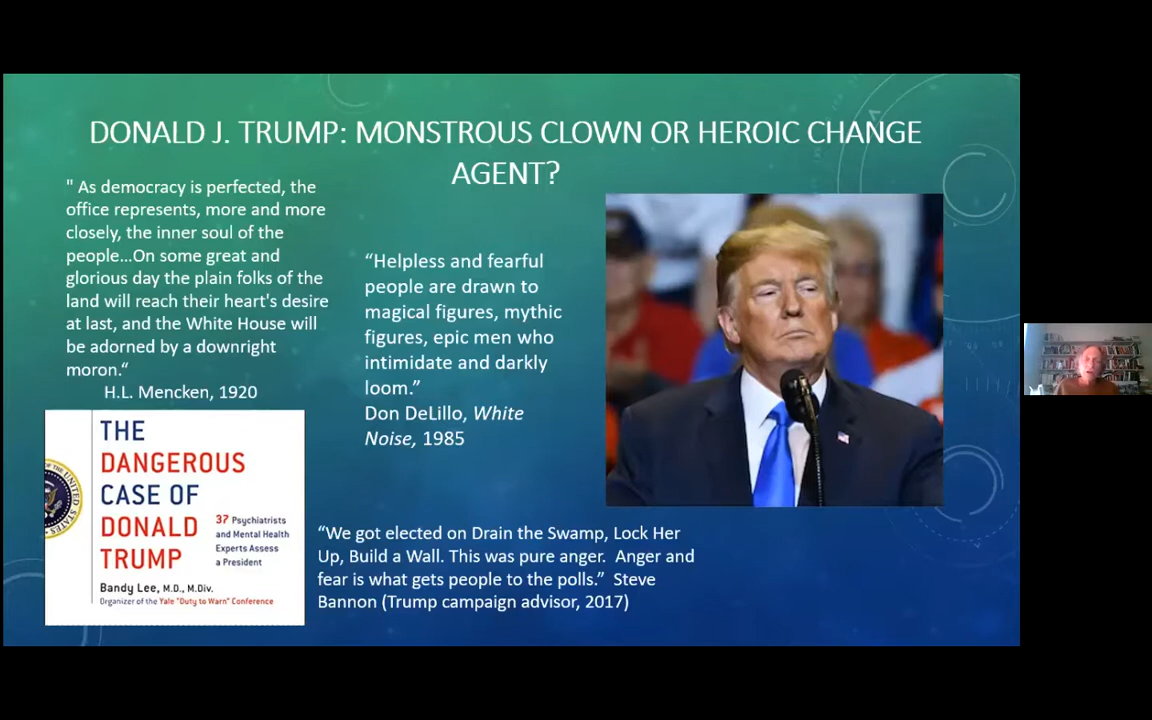 DONALD J. TRUMP: MONSTROUS CLOWN OR HEROIC CHANGE
AGENT?
" As democracy is perfected, the
office represents, more and more
closely, the inner soul of the
people...On some great and
glorious day the plain folks of the
land will reach their heart's desire
at last, and the White House will
be adorned by a downright
moron.“
H.L. Mencken, 1920
“Helpless and fearful
people are drawn to
magical figures, mythic
figures, epic men who
intimidate and darkly
loom.”
Don DeLillo, White
Noise, 1985
THE
DANGEROUS
CASE OF
DONALD
TRUMP
37 Psychiatrists
and Mental Health
Experts Assess
a President
Bandy Lee, M.D., M.Div.
Organizer of the Yale "Duty to Warn" Conference
“We got elected on Drain the Swamp, Lock Her
Up, Build a Wall. This was pure anger.  Anger and
fear is what gets people to the polls.”  Steve
Bannon (Trump campaign advisor, 2017)